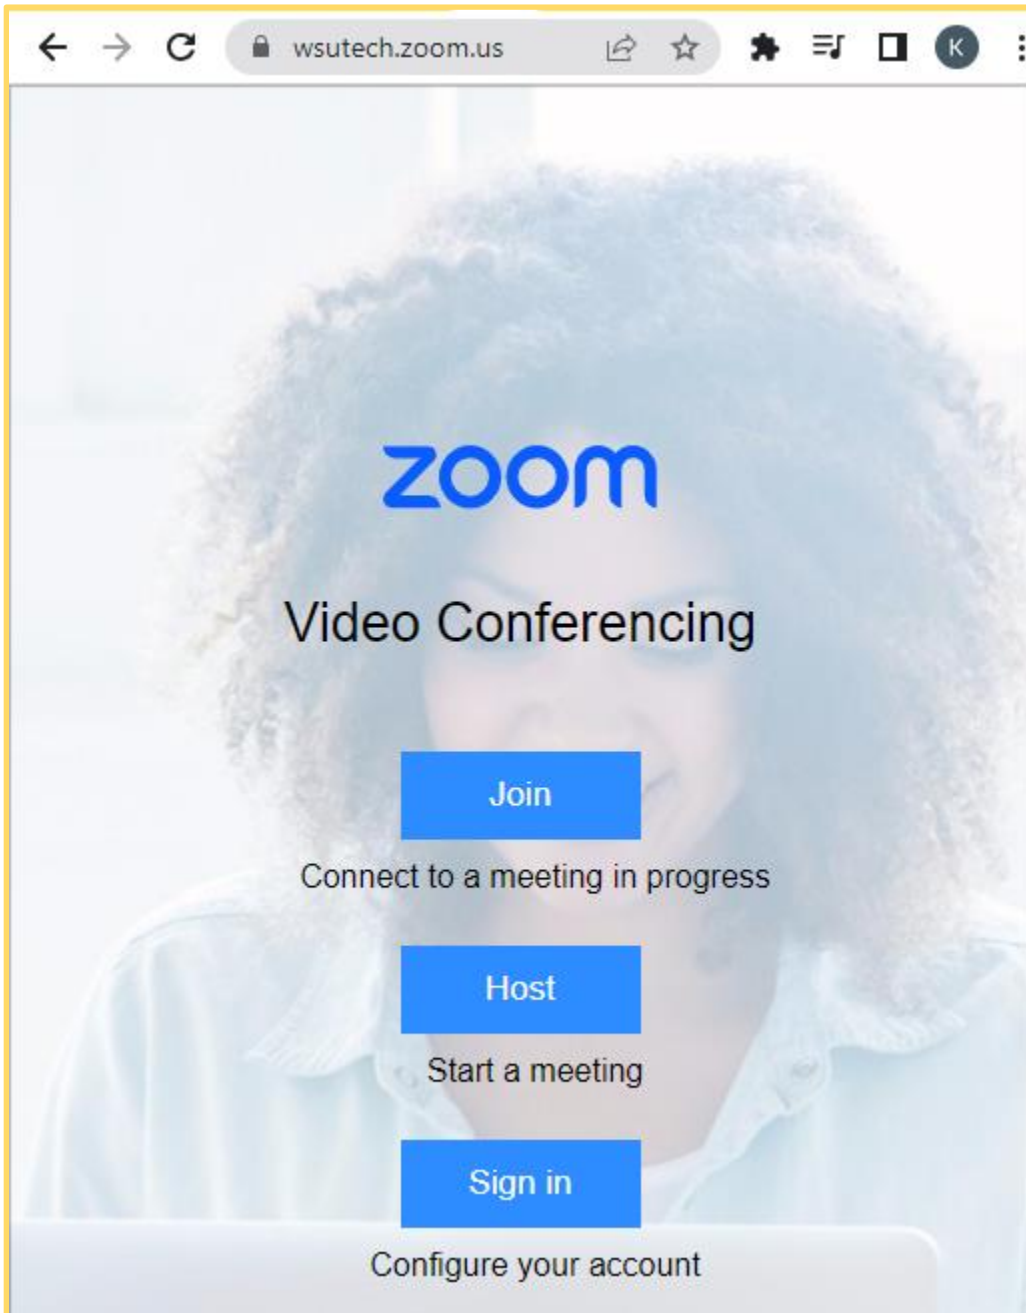 wsutech.zoom.us
K
zoom
Video Conferencing
Join
Connect to a meeting in progress
Host
Start a meeting
Sign in
Configure your account